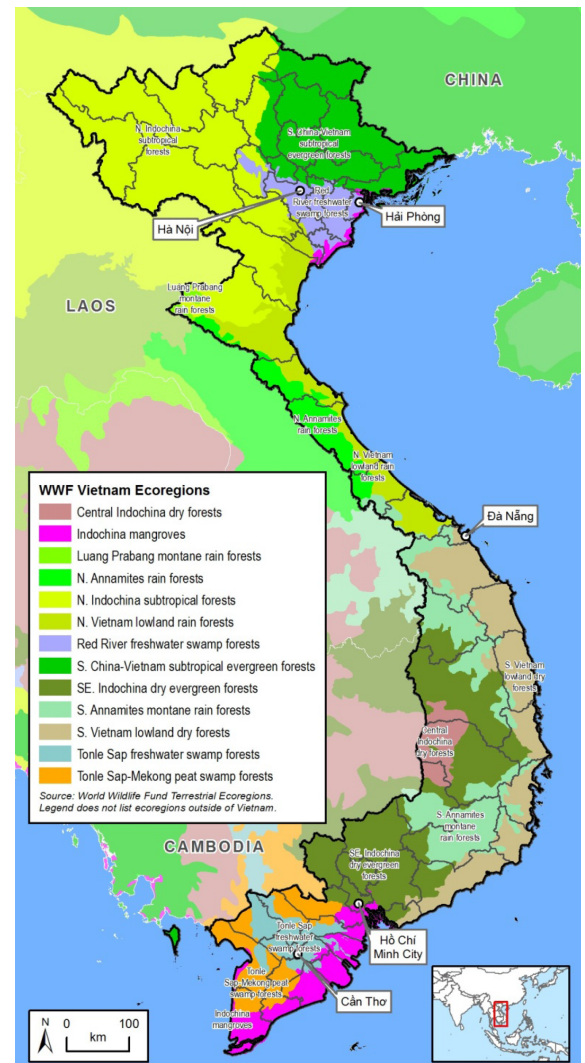 CHINA
N. Indochina
subtropical
forests
S. China-Vietnam
subtropical
evergreen forests
Red
River freshwater
swamp forests
Hà Nội
Hải Phòng
Luang Prabang
montane
rain forests
LAOS
N. Annamites
rain forests
N. Vietnam
lowland rain
forests
Đà Nẵng
WWF Vietnam Ecoregions
Central Indochina dry forests
Indochina mangroves
Luang Prabang montane rain forests
N. Annamites rain forests
N. Indochina subtropical forests
N. Vietnam lowland rain forests
Red River freshwater swamp forests
S. China-Vietnam subtropical evergreen forests
SE. Indochina dry evergreen forests
S. Annamites montane rain forests
S. Vietnam lowland dry forests
Tonle Sap freshwater swamp forests
Tonle Sap-Mekong peat swamp forests
Source: World Wildlife Fund Terrestrial Ecoregions.
Legend does not list ecoregions outside of Vietnam.
S. Vietnam
lowland dry
forests
Central
Indochina
dry forests
S. Annamites
montane
rain forests
CAMBODIA
SE. Indochina
dry evergreen
forests
Tonle Sap
freshwater
swamp forests
Hồ Chí
Minh City
Tonle
Sap-Mekong peat
swamp forests
Cần Thơ
Indochina
mangroves
N
0 100
km